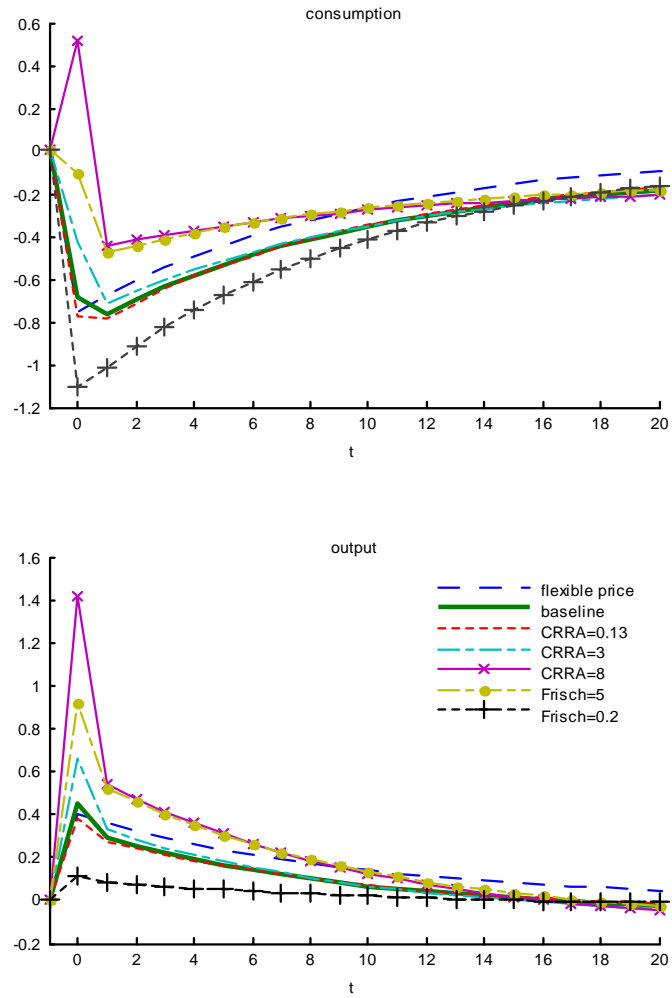 consumption
0.6
0.4
0.2
0
-0.2
-0.4
-0.6
-0.8
-1
-1.2
0 2 4 6 8 10 12 14 16 18 20
t
output
1.6
1.4
1.2
1
0.8
0.6
0.4
0.2
0
-0.2
flexible price
baseline
CRRA=0.13
CRRA=3
CRRA=8
Frisch=5
Frisch=0.2
0 2 4 6 8 10 12 14 16 18 20
t